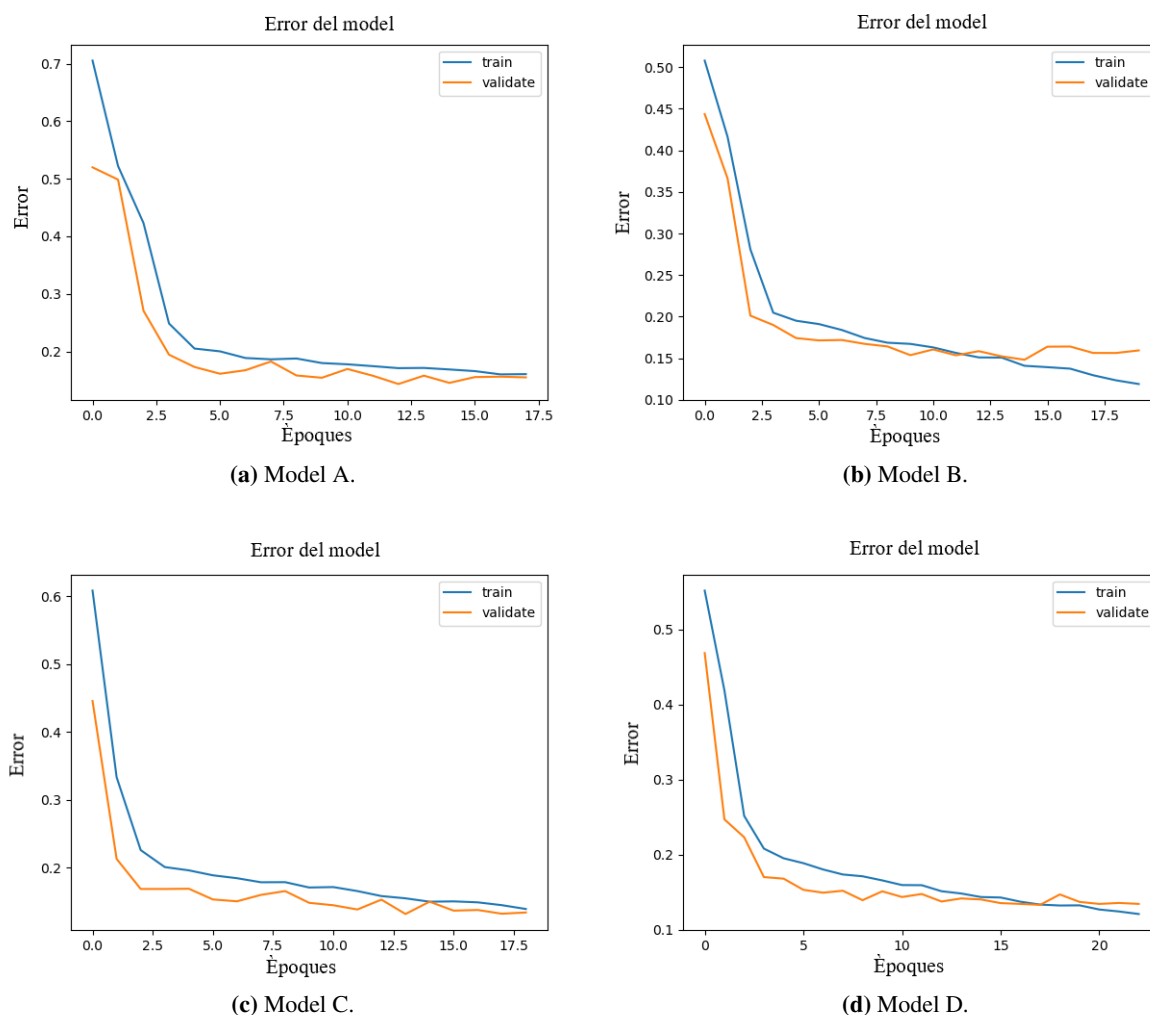 Error del model
0.7
0.6
0.5
0.4
0.3
0.2
Error
train
validate
0.0 2.5 5.0 7.5 10.0 12.5 15.0 17.5
Èpoques
(a) Model A.
Error del model
0.50
0.45
0.40
0.35
0.30
0.25
0.20
0.15
0.10
Error
train
validate
0.0 2.5 5.0 7.5 10.0 12.5 15.0 17.5
Èpoques
(b) Model B.
Error del model
0.6
0.5
0.4
0.3
0.2
Error
train
validate
0.0 2.5 5.0 7.5 10.0 12.5 15.0 17.5
Èpoques
(c) Model C.
Error del model
0.5
0.4
0.3
0.2
0.1
Error
train
validate
0 5 10 15 20
Èpoques
(d) Model D.